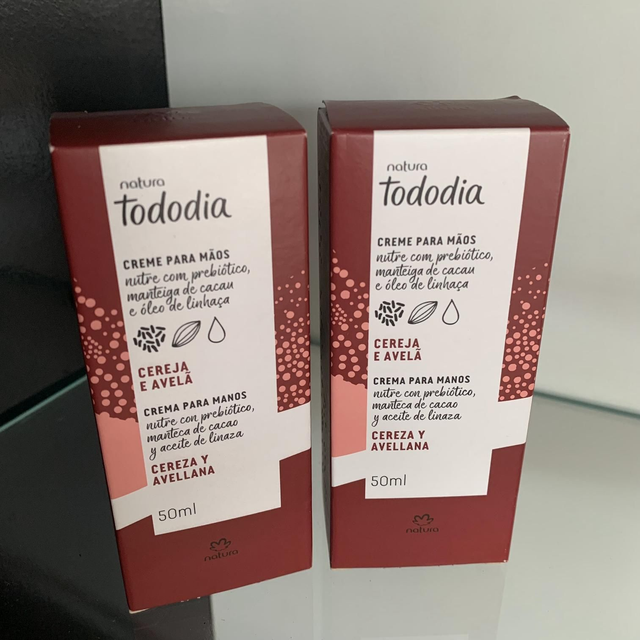 natura
Tododia
CREME PARA MÃOS
nutre com prebiótico,
manteiga de cacau
e óleo de linhaça
CEREJA
E AVELÃ
CREMA PARA MANOS
nutre con prebiótico,
manteca de cacao
y aceite de linaza
CEREZA Y
AVELLANA
50ml
natura
natura
Tododia
CREME PARA MÃOS
nutre com prebiótico,
manteiga de cacau
e óleo de linhaça
CEREJA
E AVELÃ
CREMA PARA MANOS
nutre con prebiótico,
manteca de cacao
y aceite de linaza
CEREZA Y
AVELLANA
50ml
natura